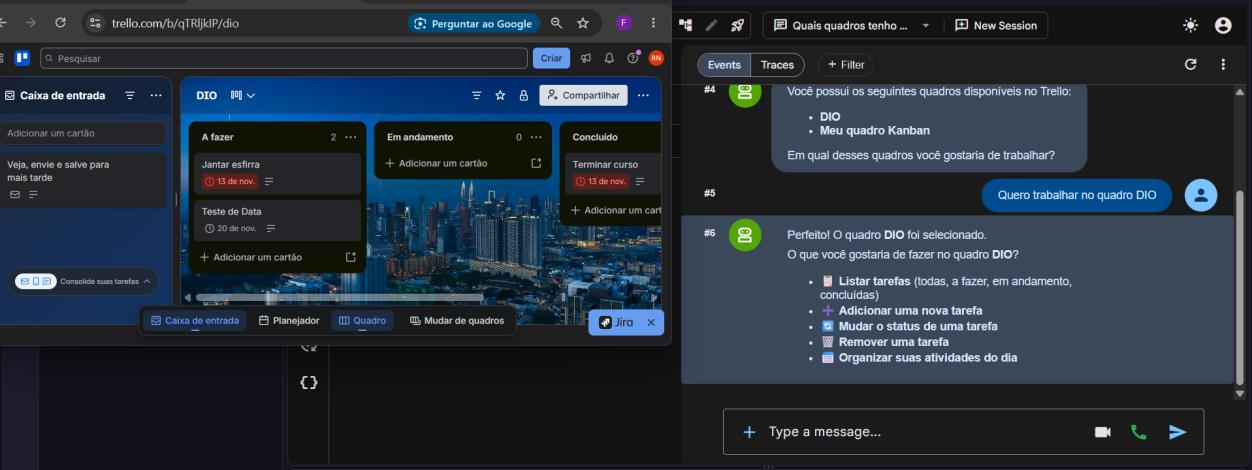 trello.com/b/qTRIjkIP/dio
Perguntar ao Google
F
Pesquisar
Criar
RN
Caixa de entrada
Adicionar um cartão
Veja, envie e salve para
mais tarde
Consolide suas tarefas
DIO
Compartilhar
A fazer
2
Jantar esfirra
13 de nov.
Teste de Data
20 de nov.
+ Adicionar um cartão
Em andamento
0
+ Adicionar um cartão
Concluído
Terminar curso
13 de nov.
+ Adicionar um cart
Caixa de entrada
Planejador
Quadro
Mudar de quadros
Jira
{}
Quais quadros tenho ...
New Session
Events
Traces
+ Filter
#4
Você possui os seguintes quadros disponíveis no Trello:
• DIO
• Meu quadro Kanban
Em qual desses quadros você gostaria de trabalhar?
#5
Quero trabalhar no quadro DIO
#6
Perfeito! O quadro DIO foi selecionado.
O que você gostaria de fazer no quadro DIO?
• Listar tarefas (todas, a fazer, em andamento,
concluídas)
• Adicionar uma nova tarefa
• Mudar o status de uma tarefa
• Remover uma tarefa
• Organizar suas atividades do dia
Type a message...